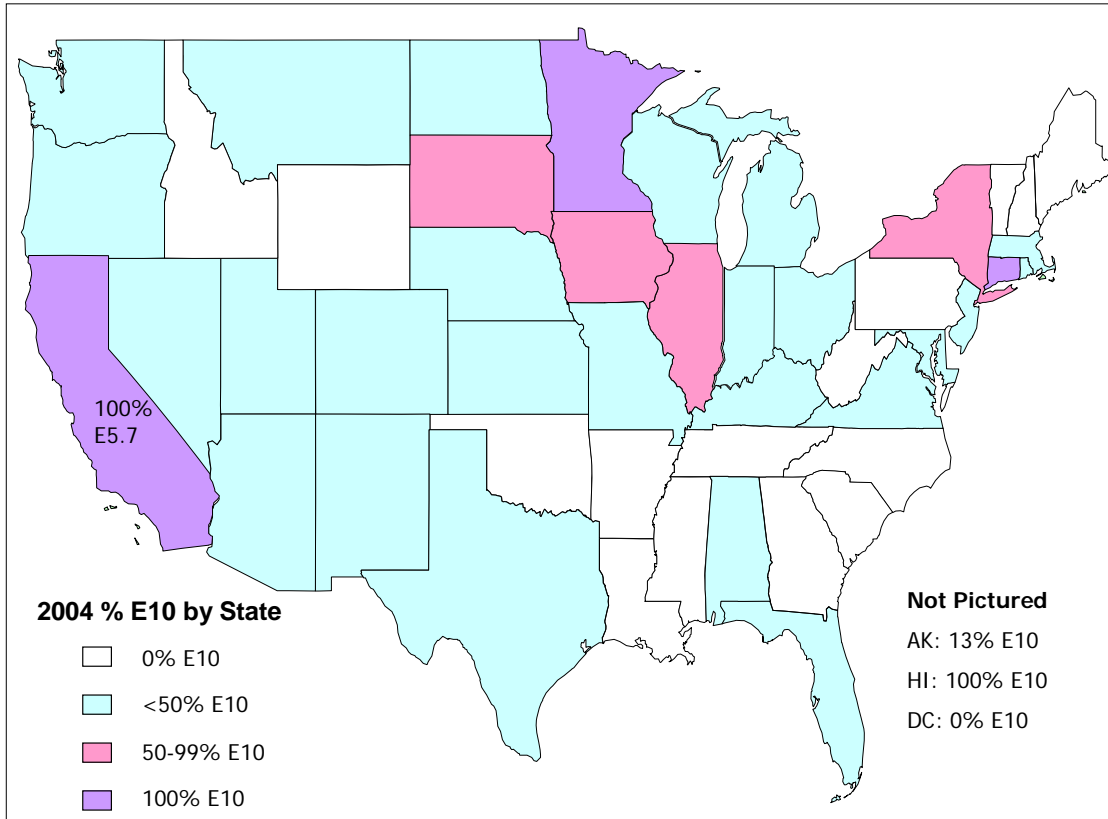 100%
E5.7
2004 % E10 by State
0% E10
<50% E10
50-99% E10
100% E10
Not Pictured
AK: 13% E10
HI: 100% E10
DC: 0% E10